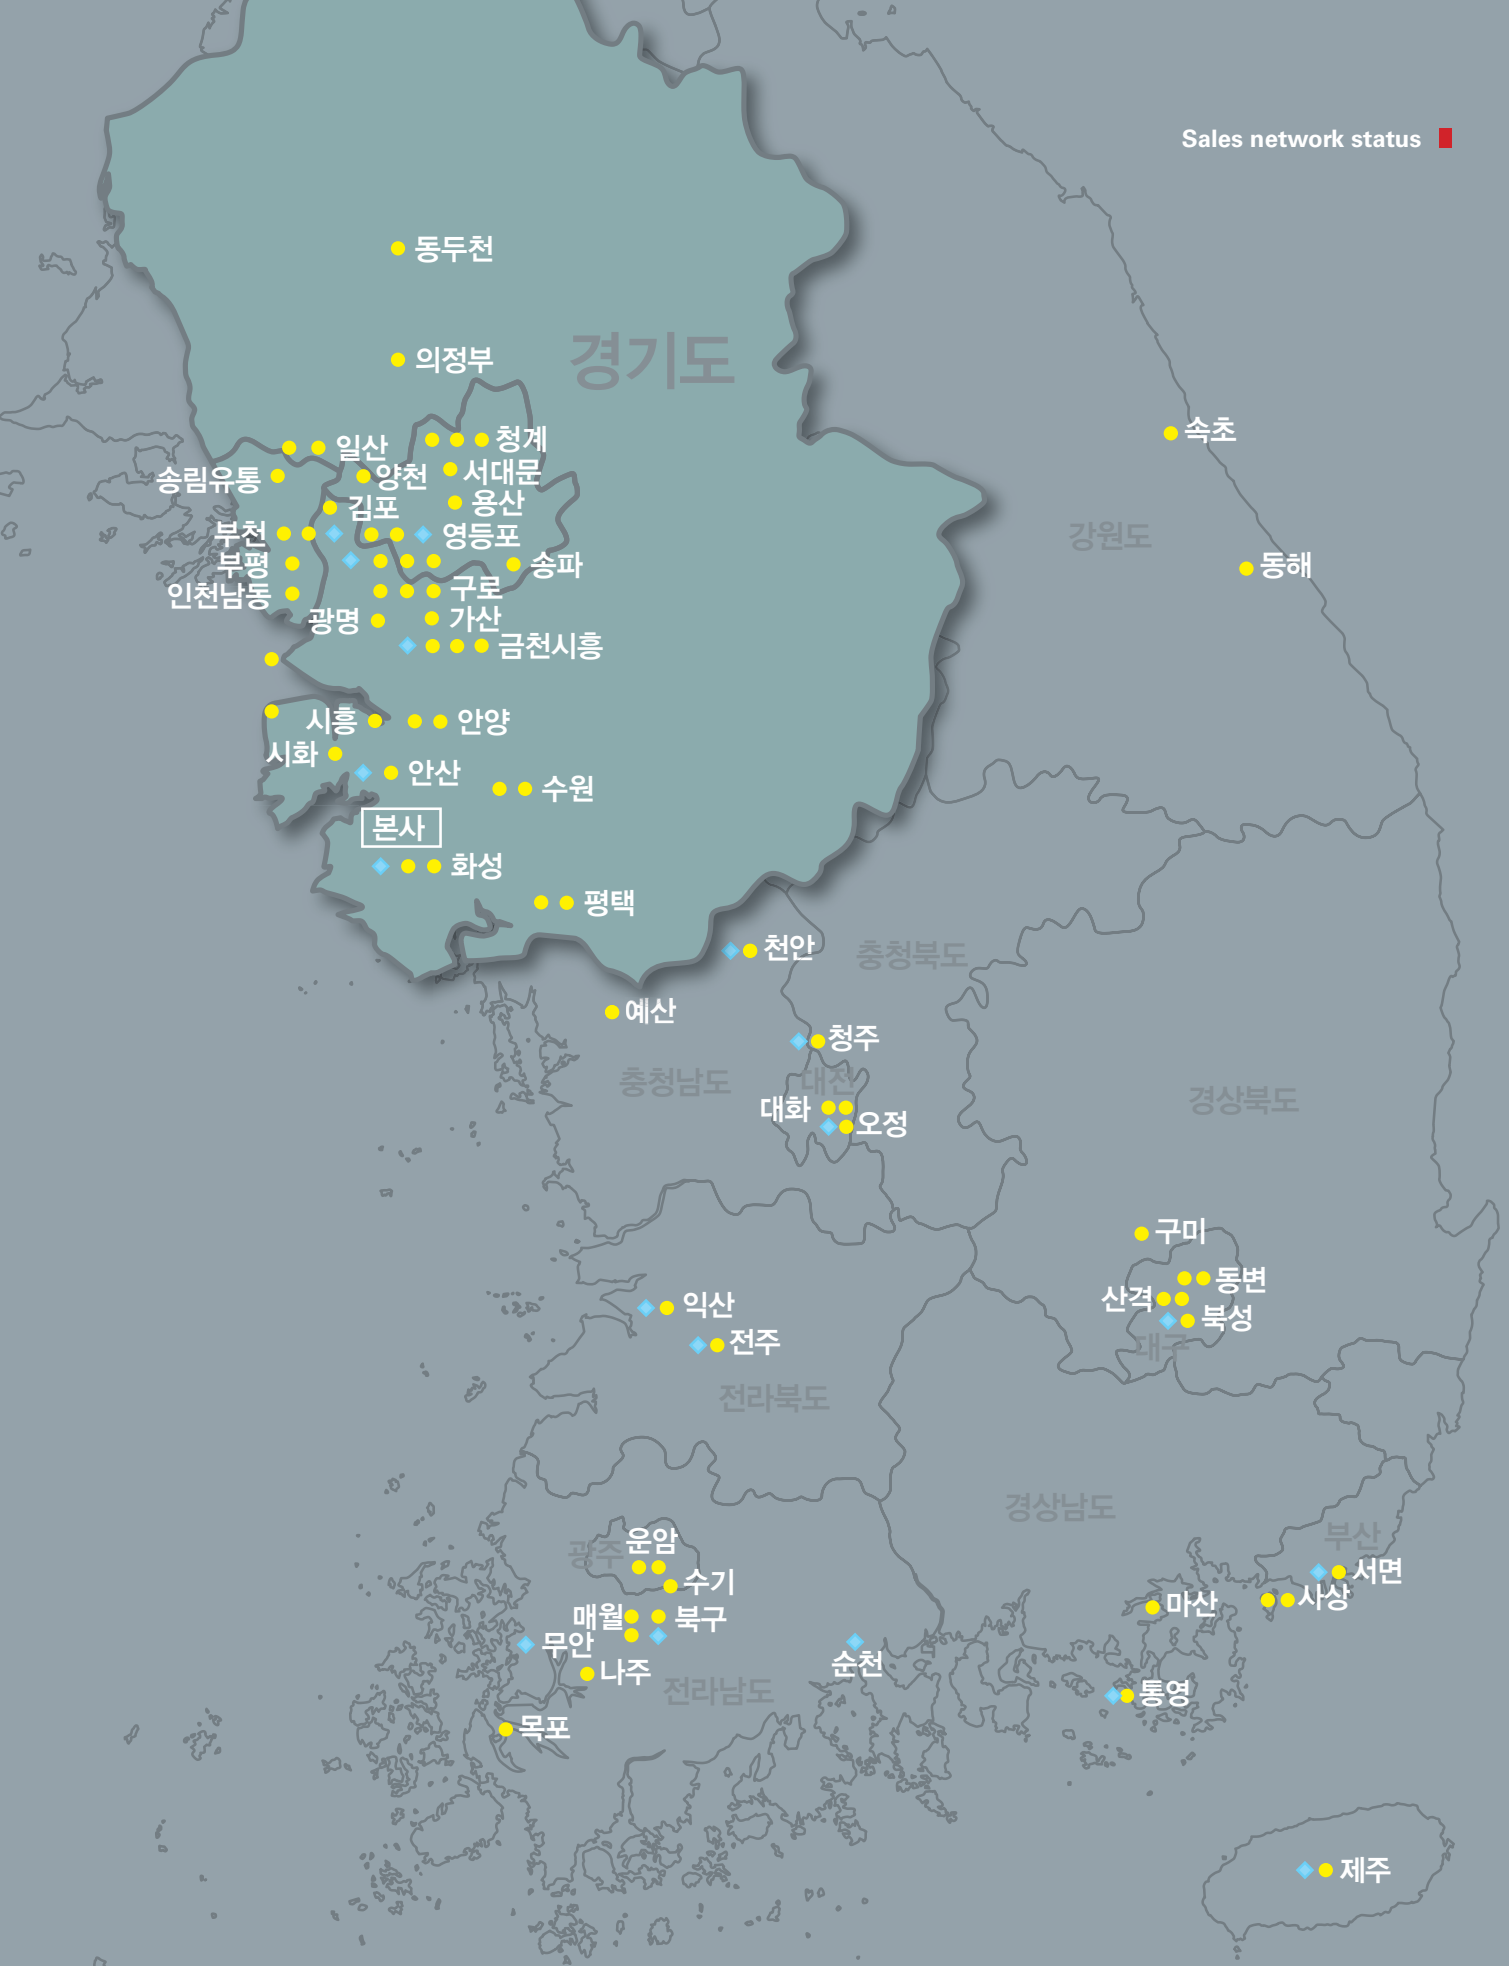 Sales network status
동두천
경기도
의정부
청계
일산
서대문
양천
송림유통
용산
김포
부천
영등포
부평
송파
구로
인천남동
가산
광명
금천시흥
시흥
안양
시화
안산
수원
본사
화성
평택
속초
강원도
동해
천안
충청북도
예산
청주
충청남도
대전
대화
오정
경상북도
구미
동변
산격
북성
대구
익산
전주
전라북도
경상남도
부산
서면
사상
마산
통영
광주
운암
수기
매월
북구
무안
나주
순천
전라남도
목포
제주